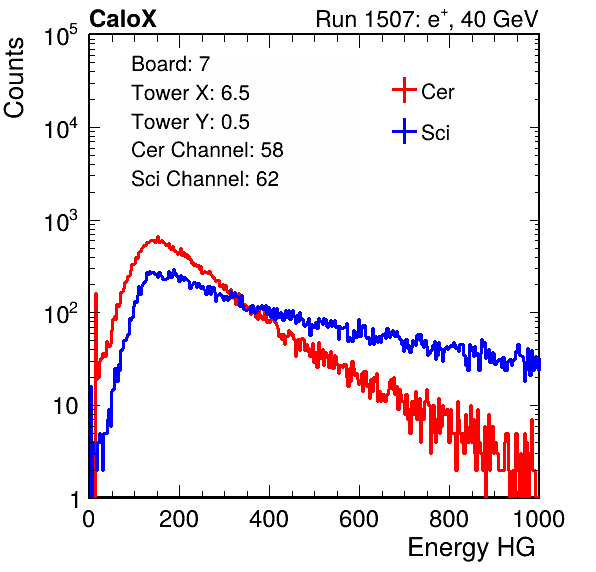 CaloX Run 1507: e⁺, 40 GeV
Counts
10⁵
10⁴
10³
10²
10
1
Board: 7
Tower X: 6.5
Tower Y: 0.5
Cer Channel: 58
Sci Channel: 62
Cer
Sci
0 200 400 600 800 1000
Energy HG